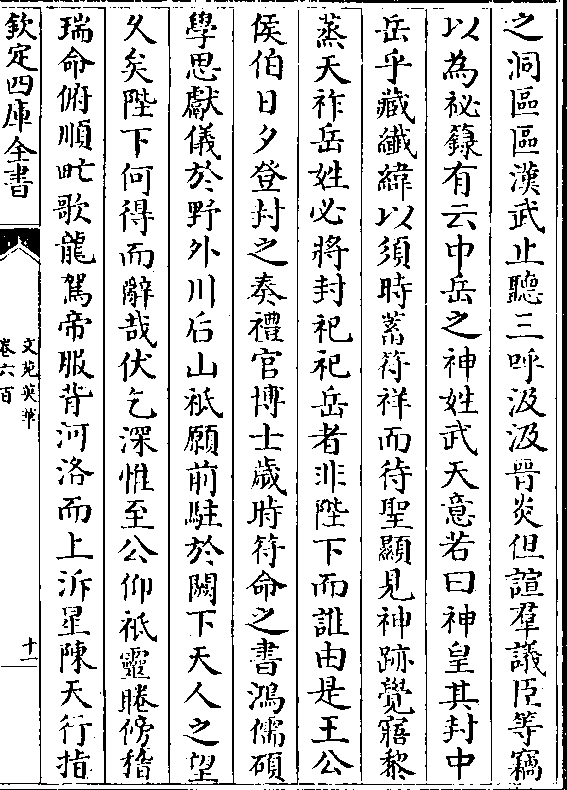 之洞區區漢武止聽三呼汲汲晉炎但諠羣議臣等竊
以為祕籙有云中岳之神姓武天意若曰神皇其封中
岳乎藏纖緯以須時蓄符祥而待聖顯見神跡覺寤黎
蒸天祚岳姓必將封祀祀岳者非陛下而誰由是王公
侯伯日夕登封之奏禮官博士歲時符命之書鴻儒碩
學思獻儀於野外川后山祇願前駐於闕下天人之望
久矣陛下何得而辭哉伏乞深惟至公仰祇靈睠傍稽
瑞命俯順甿歌龍駕帝服背河洛而上泝星陳天行指
欽定四庫全書
文苑英華
卷六百
十一